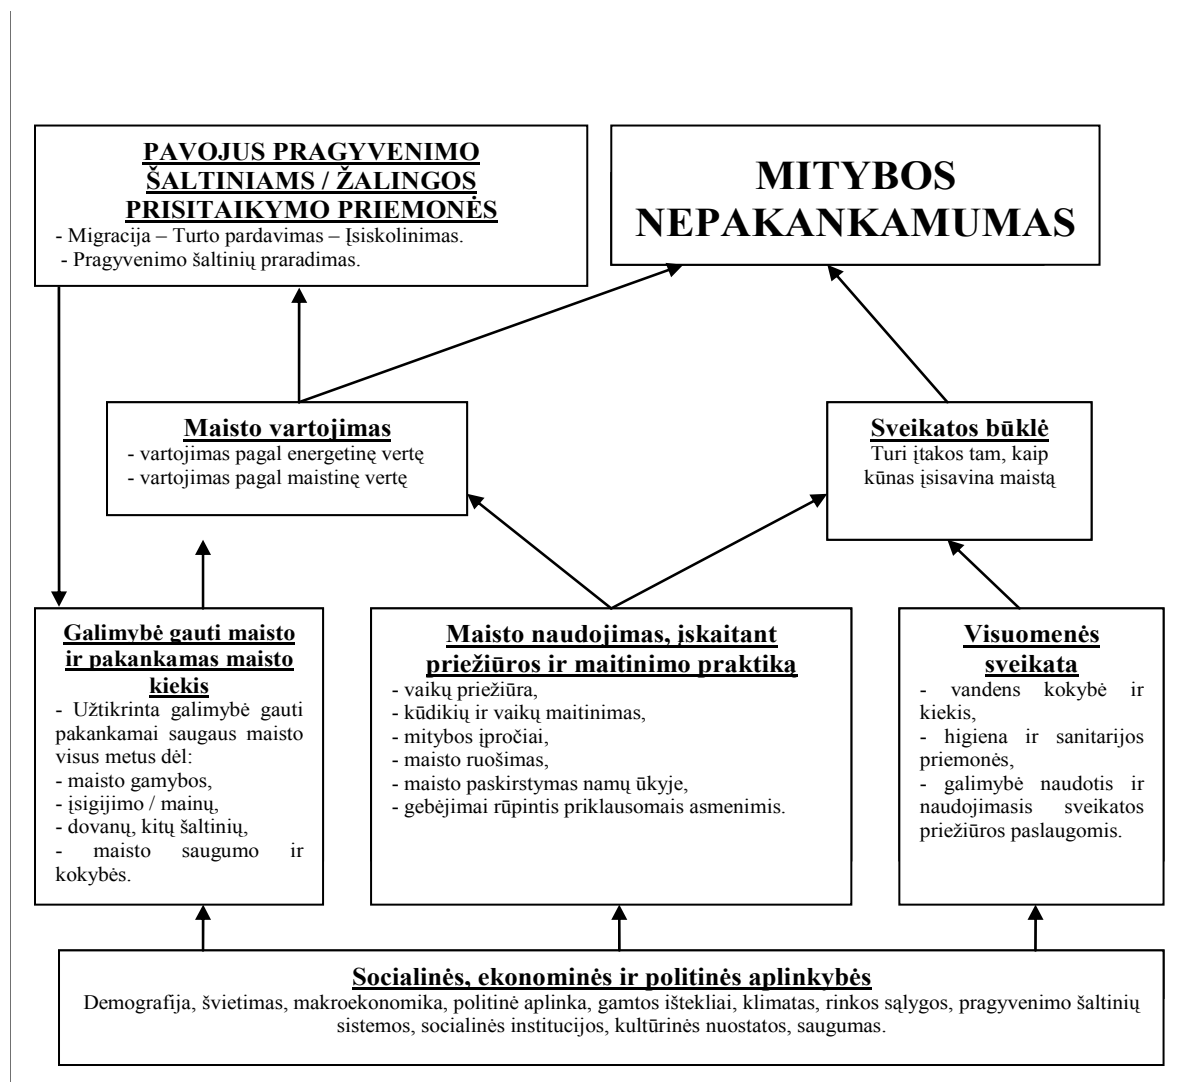 PAVOJUS PRAGYVENIMO
ŠALTINIAMS / ŽALINGOS
PRISITAIKYMO PRIEMONĖS
- Migracija – Turto pardavimas – Įsiskolinimas.
- Pragyvenimo šaltinių praradimas.
MITYBOS
NEPAKANKAMUMAS
Maisto vartojimas
- vartojimas pagal energetinę vertę
- vartojimas pagal maistinę vertę
Sveikatos būklė
Turi įtakos tam, kaip
kūnas įsisavina maistą
Galimybė gauti maisto
ir pakankamas maisto
kiekis
- Užtikrinta galimybė gauti
pakankamai saugaus maisto
visus metus dėl:
- maisto gamybos,
- įsigijimo / mainų,
- dovanų, kitų šaltinių,
- maisto saugumo ir
kokybės.
Maisto naudojimas, įskaitant
priežiūros ir maitinimo praktiką
- vaikų priežiūra,
- kūdikių ir vaikų maitinimas,
- mitybos įpročiai,
- maisto ruošimas,
- maisto paskirstymas namų ūkyje,
- gebėjimai rūpintis priklausomais asmenimis.
Visuomenės
sveikata
- vandens kokybė ir
kiekis,
- higiena ir sanitarijos
priemonės,
- galimybė naudotis ir
naudojimasis sveikatos
priežiūros paslaugomis.
Socialinės, ekonominės ir politinės aplinkybės
Demografija, švietimas, makroekonomika, politinė aplinka, gamtos ištekliai, klimatas, rinkos sąlygos, pragyvenimo šaltinių
sistemos, socialinės institucijos, kultūrinės nuostatos, saugumas.